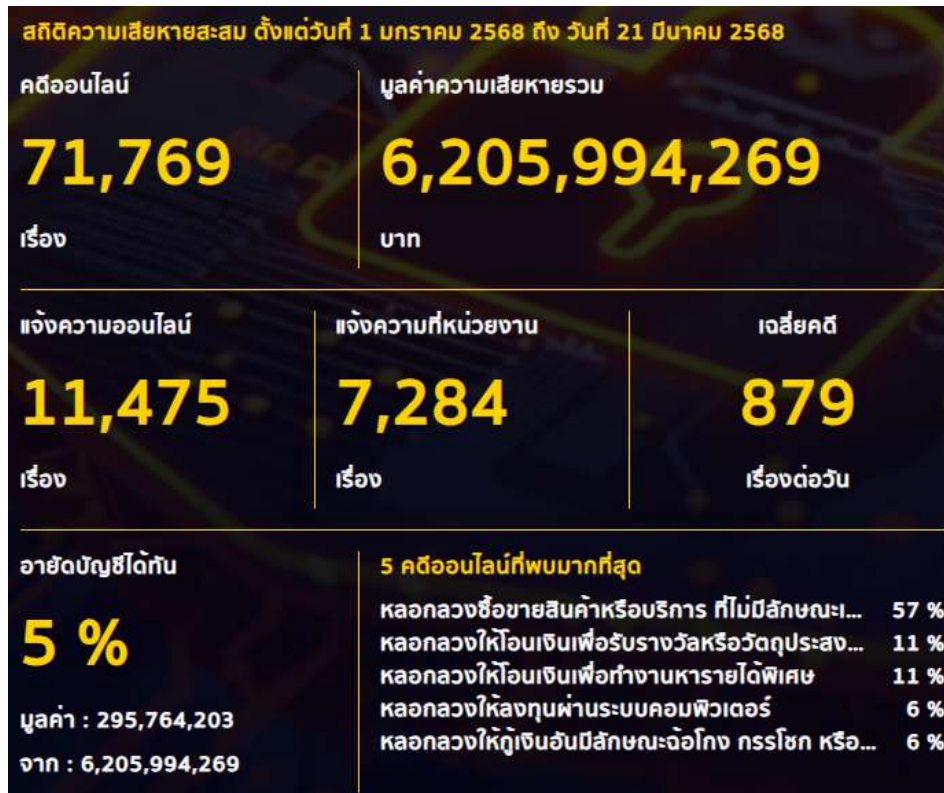 สถิติความเสียหายสะสม ตั้งแต่วันที่ 1 มกราคม 2568 ถึง วันที่ 21 มีนาคม 2568
คดีออนไลน์
71,769
เรื่อง
มูลค่าความเสียหายรวม
6,205,994,269
บาท
แจ้งความออนไลน์
11,475
เรื่อง
แจ้งความที่หน่วยงาน
7,284
เรื่อง
เฉลี่ยคดี
879
เรื่องต่อวัน
อายัดบัญชีได้ทัน
5 %
มูลค่า : 295,764,203
จาก : 6,205,994,269
5 คดีออนไลน์ที่พบมากที่สุด
หลอกลวงซื้อขายสินค้าหรือบริการ ที่ไม่มีลักษณะเ... 57 %
หลอกลวงให้โอนเงินเพื่อรับรางวัลหรือวัตถุประสง... 11 %
หลอกลวงให้โอนเงินเพื่อทำงานหารายได้พิเศษ 11 %
หลอกลวงให้ลงทุนผ่านระบบคอมพิวเตอร์ 6 %
หลอกลวงให้กู้เงินอันมีลักษณะฉ้อโกง กรรโชก หรือ... 6 %